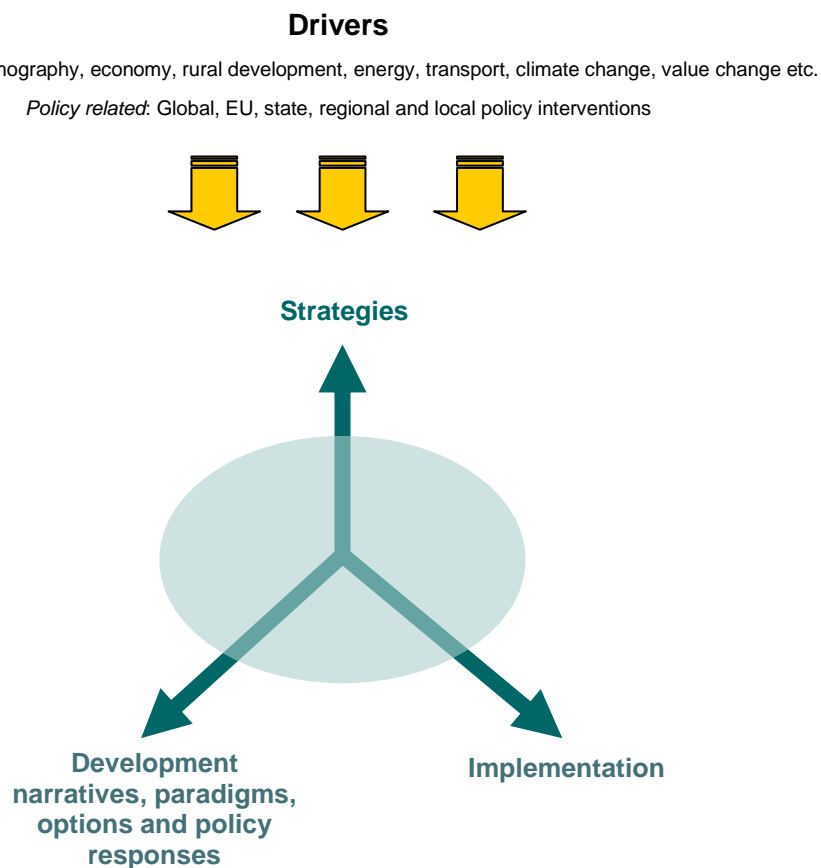 Drivers
economy, rural development, energy, transport, climate change, value change etc.
Policy related: Global, EU, state, regional and local policy interventions
Strategies
Development
narratives, paradigms,
options and policy
responses
Implementation